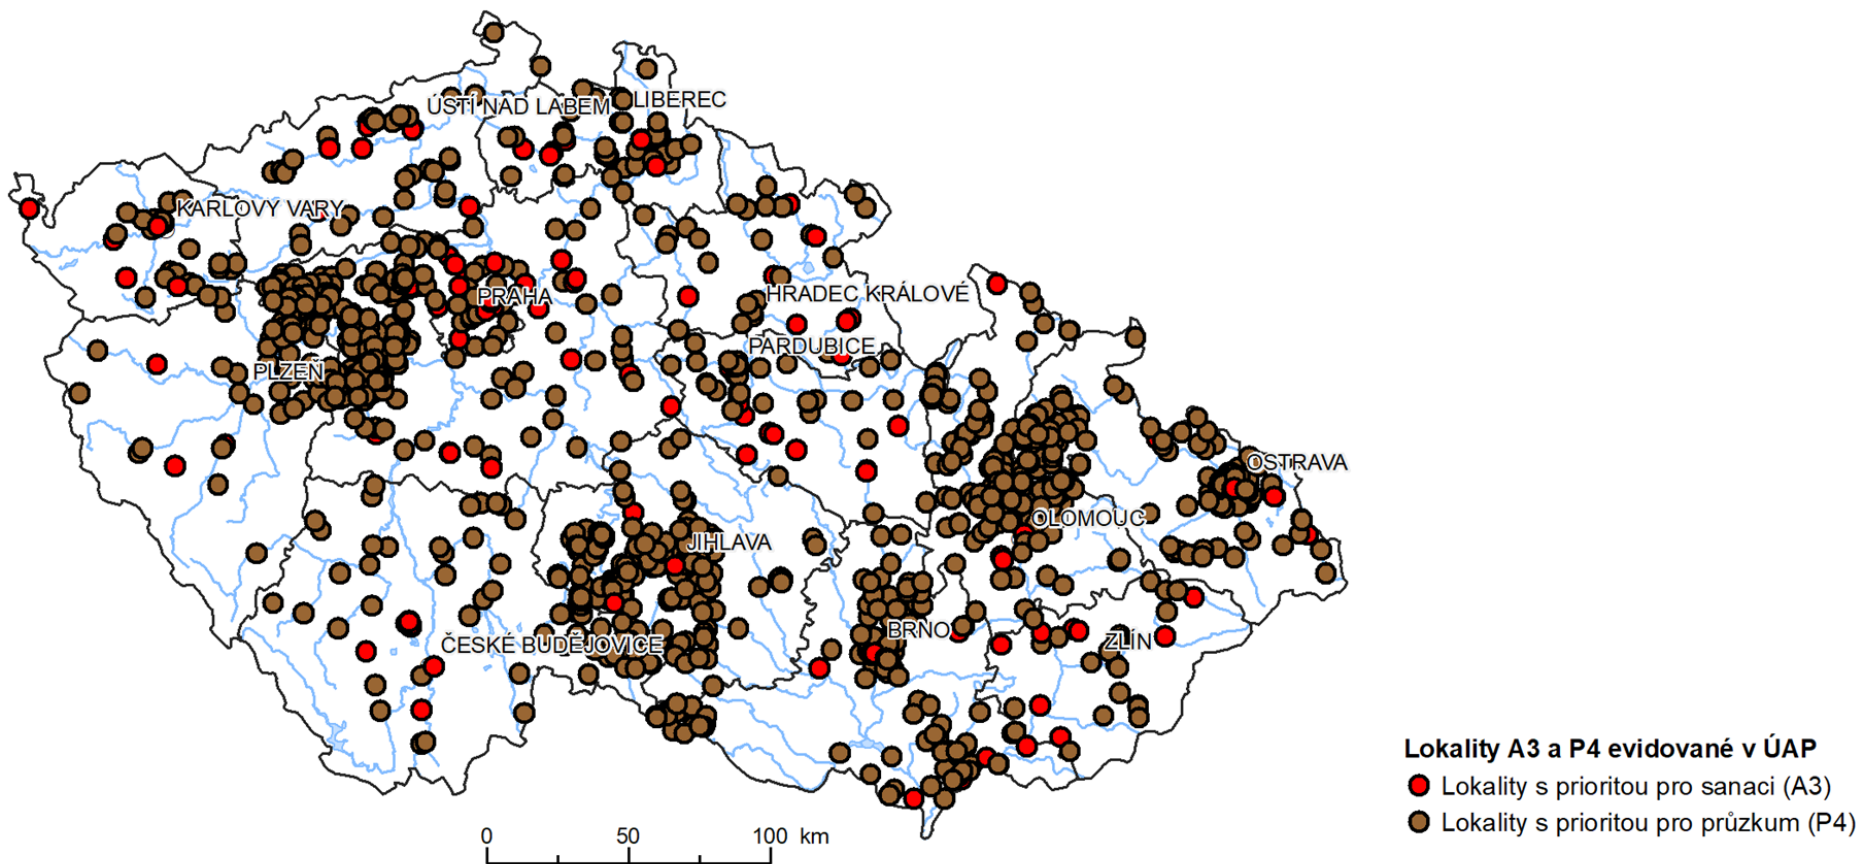 ÚSTÍ NAD LABEM
LIBEREC
KARLOVY VARY
PRAHA
HRADEC KRÁLOVÉ
PARDUBICE
PLZEŇ
OSTRAVA
OLOMOUC
JIHLAVA
BRNO
ČESKÉ BUDĚJOVICE
ZLÍN
Lokality A3 a P4 evidované v ÚAP
Lokality s prioritou pro sanaci (A3)
Lokality s prioritou pro průzkum (P4)
0 50 100 km